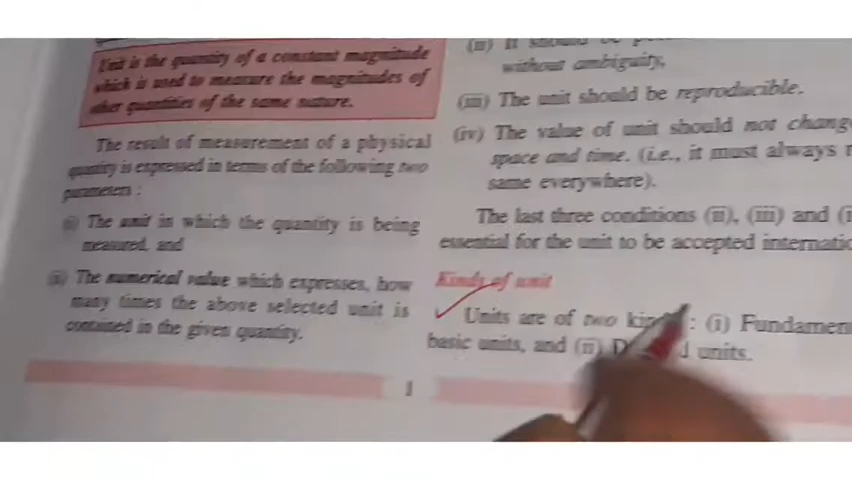 Unit is the quantity of a constant magnitude
which is used to measure the magnitudes of
other quantities of the same nature.
The result of measurement of a physical
quantity is expressed in terms of the following two
parameters :
(i) The unit in which the quantity is being
measured, and
(ii) The numerical value which expresses, how
many times the above selected unit is
contained in the given quantity.
1
(ii) It should be
without ambiguity,
(iii) The unit should be reproducible.
(iv) The value of unit should not change
space and time. (i.e., it must always
same everywhere).
The last three conditions (ii), (iii) and
essential for the unit to be accepted
Kinds of unit
Units are of two : (i)
basic units, and (ii) units.